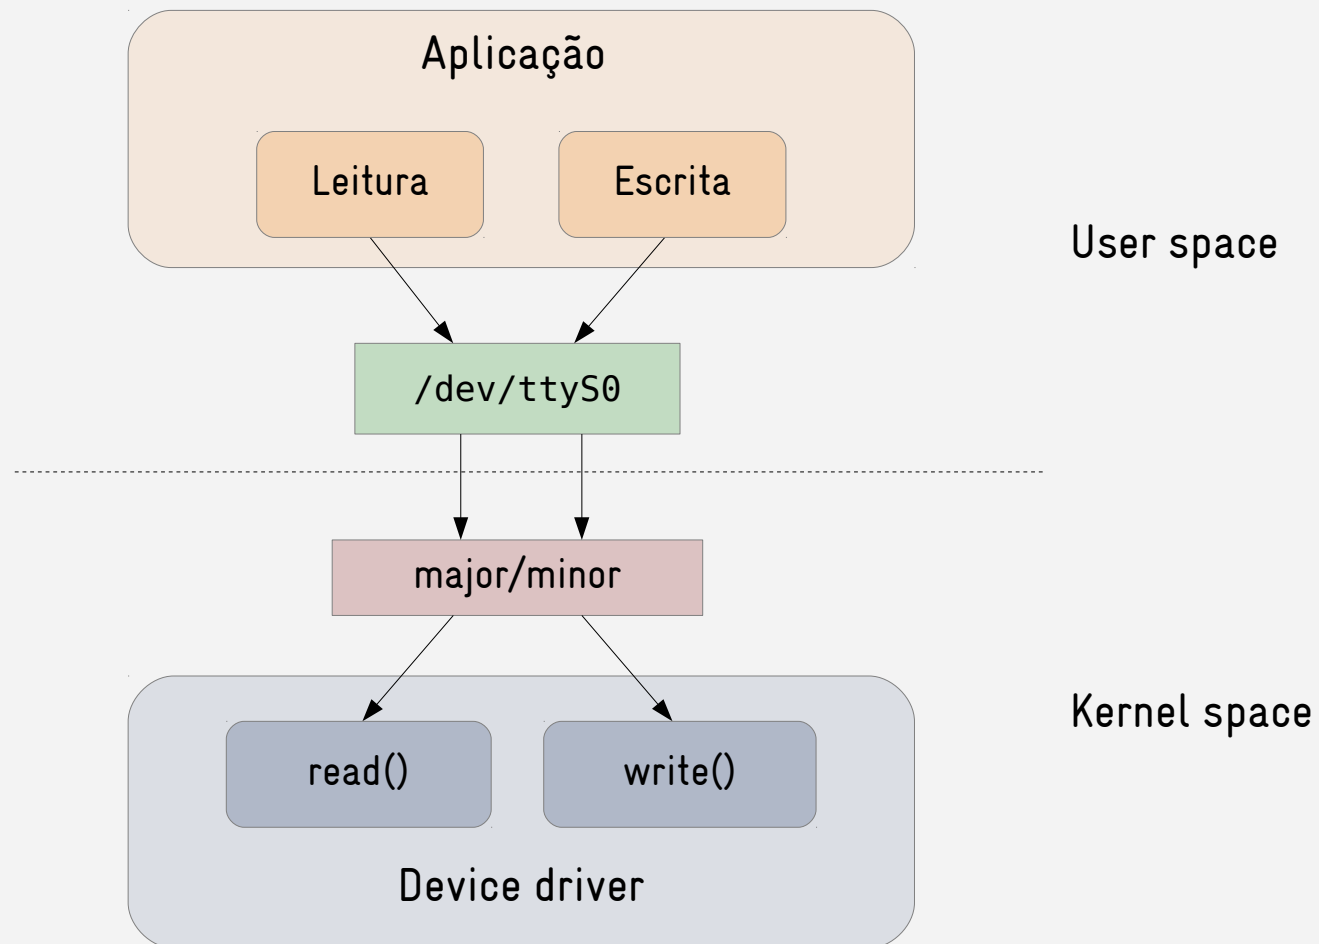 Aplicação
Leitura
Escrita
User space
/dev/ttyS0
major/minor
Kernel space
read()
write()
Device driver